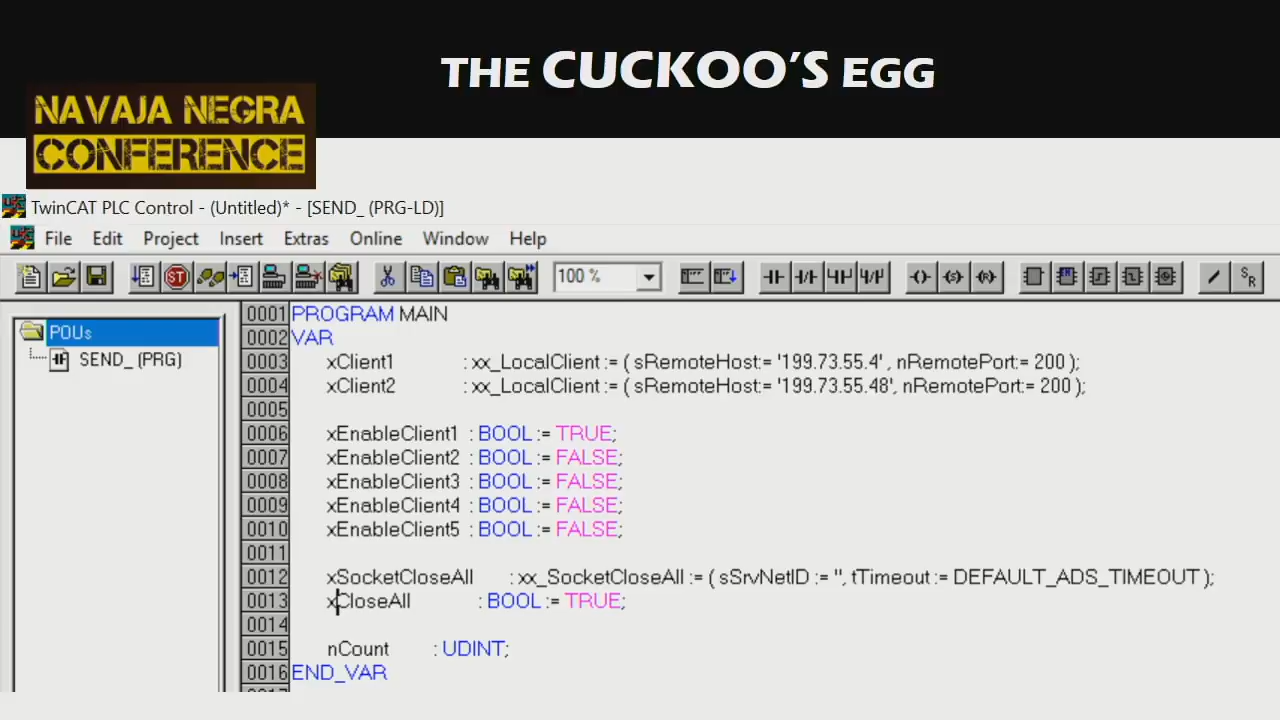 THE CUCKOO'S EGG
NAVAJA NEGRA
CONFERENCE
TwinCAT PLC Control - (Untitled)* - [SEND_ (PRG-LD)]
File Edit Project Insert Extras Online Window Help
ST 100 % S R
POUs
SEND_ (PRG)
0001 PROGRAM MAIN
0002 VAR
0003 xClient1 : xx_LocalClient := ( sRemoteHost:= '199.73.55.4', nRemotePort:= 200 );
0004 xClient2 : xx_LocalClient := ( sRemoteHost:= '199.73.55.48', nRemotePort:= 200 );
0005
0006 xEnableClient1 : BOOL := TRUE;
0007 xEnableClient2 : BOOL := FALSE;
0008 xEnableClient3 : BOOL := FALSE;
0009 xEnableClient4 : BOOL := FALSE;
0010 xEnableClient5 : BOOL := FALSE;
0011
0012 xSocketCloseAll : xx_SocketCloseAll := ( sSrvNetID := '', tTimeout := DEFAULT_ADS_TIMEOUT );
0013 xCloseAll : BOOL := TRUE;
0014
0015 nCount : UDINT;
0016 END_VAR